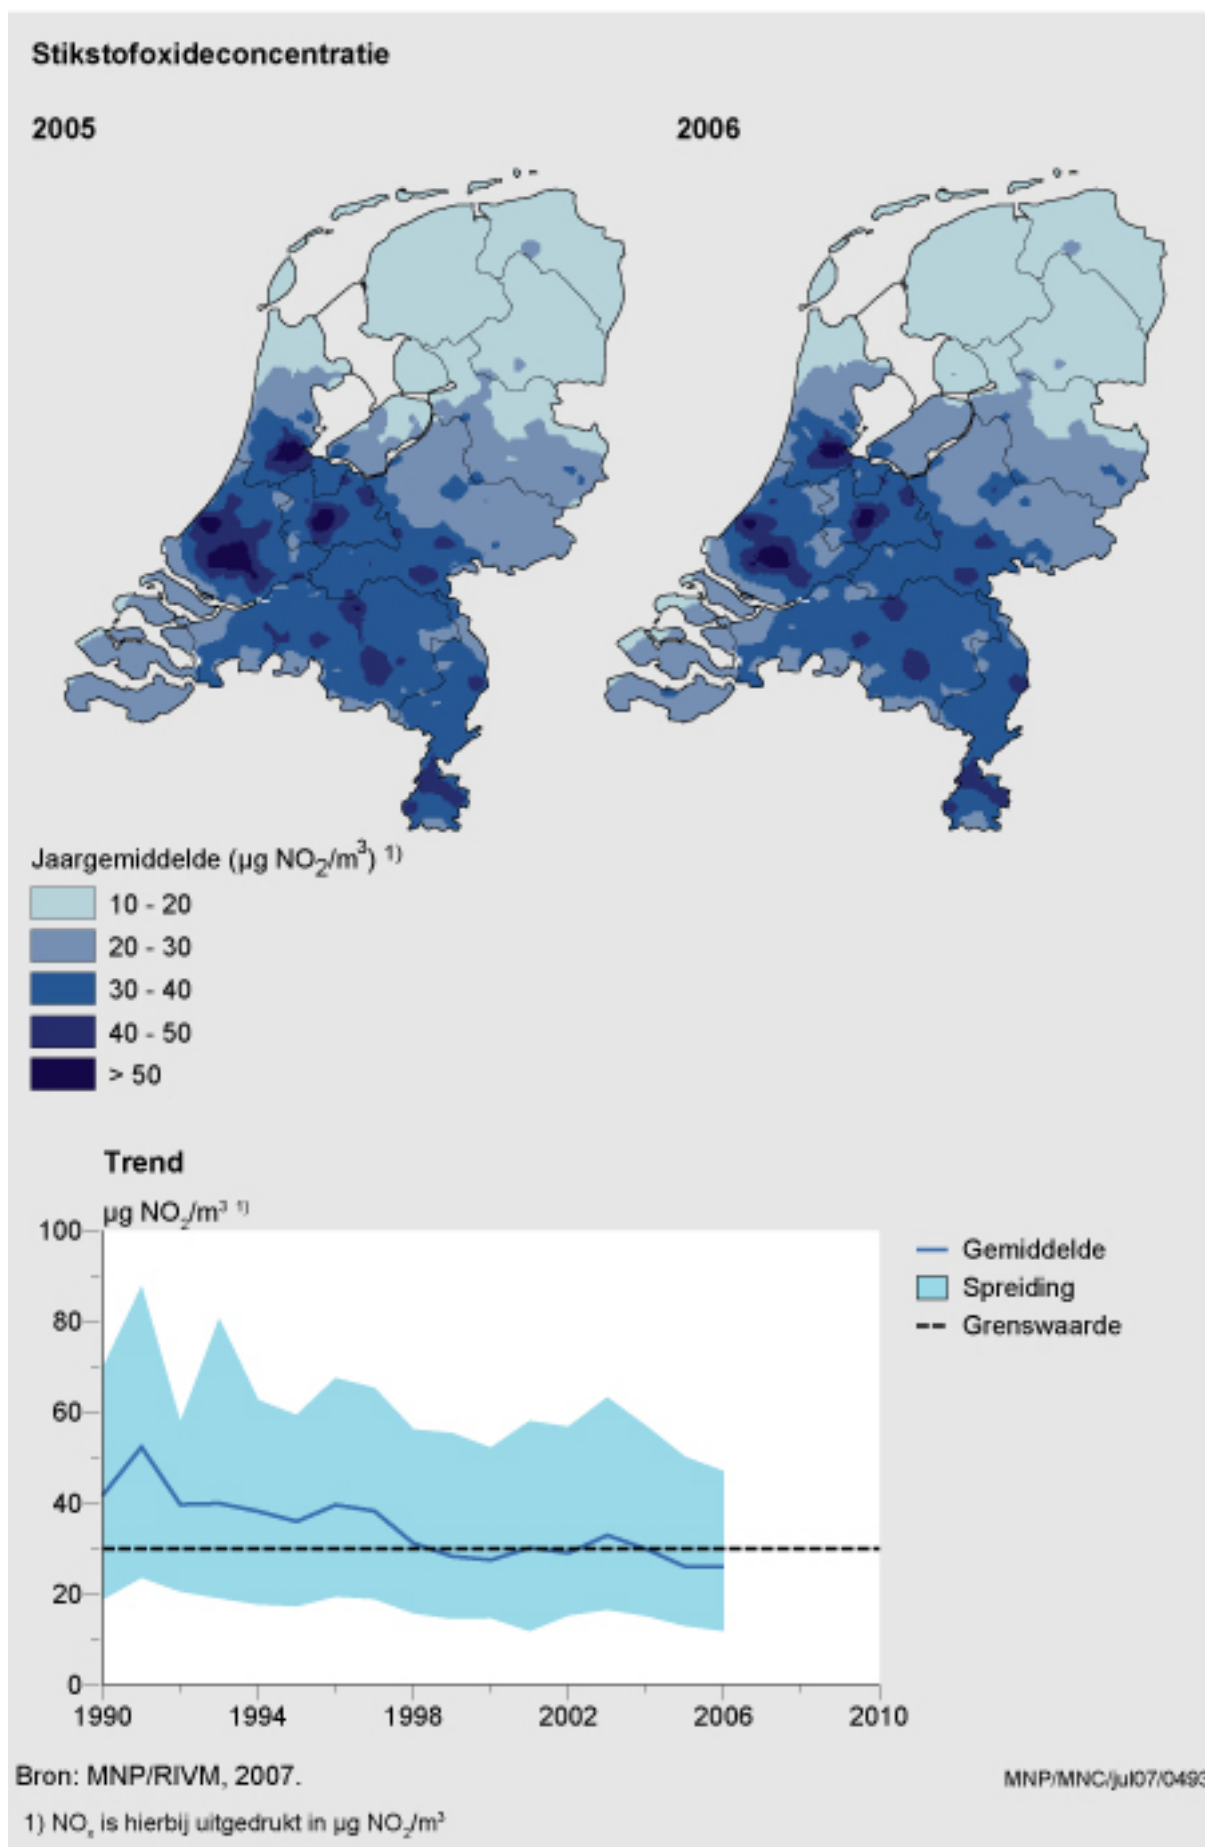 Stikstofoxideconcentratie
2005
2006
Jaargemiddelde (µg NO₂/m³) ¹⁾
10 - 20
20 - 30
30 - 40
40 - 50
> 50
Trend
µg NO₂/m³ ¹⁾
100
80
60
40
20
0
1990 1994 1998 2002 2006 2010
Gemiddelde
Spreiding
Grenswaarde
Bron: MNP/RIVM, 2007.
MNP/MNC/jul07/0493
1) NOₓ is hierbij uitgedrukt in µg NO₂/m³